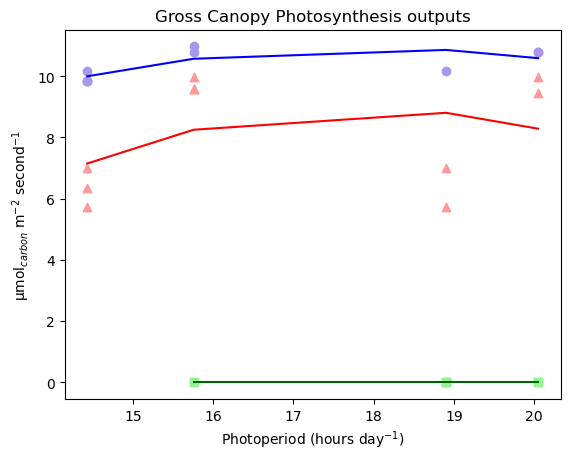 Gross Canopy Photosynthesis outputs
10
8
6
4
2
0
µmol$_{carbon}$ m$^{-2}$ second$^{-1}$
15 16 17 18 19 20
Photoperiod (hours day$^{-1}$)